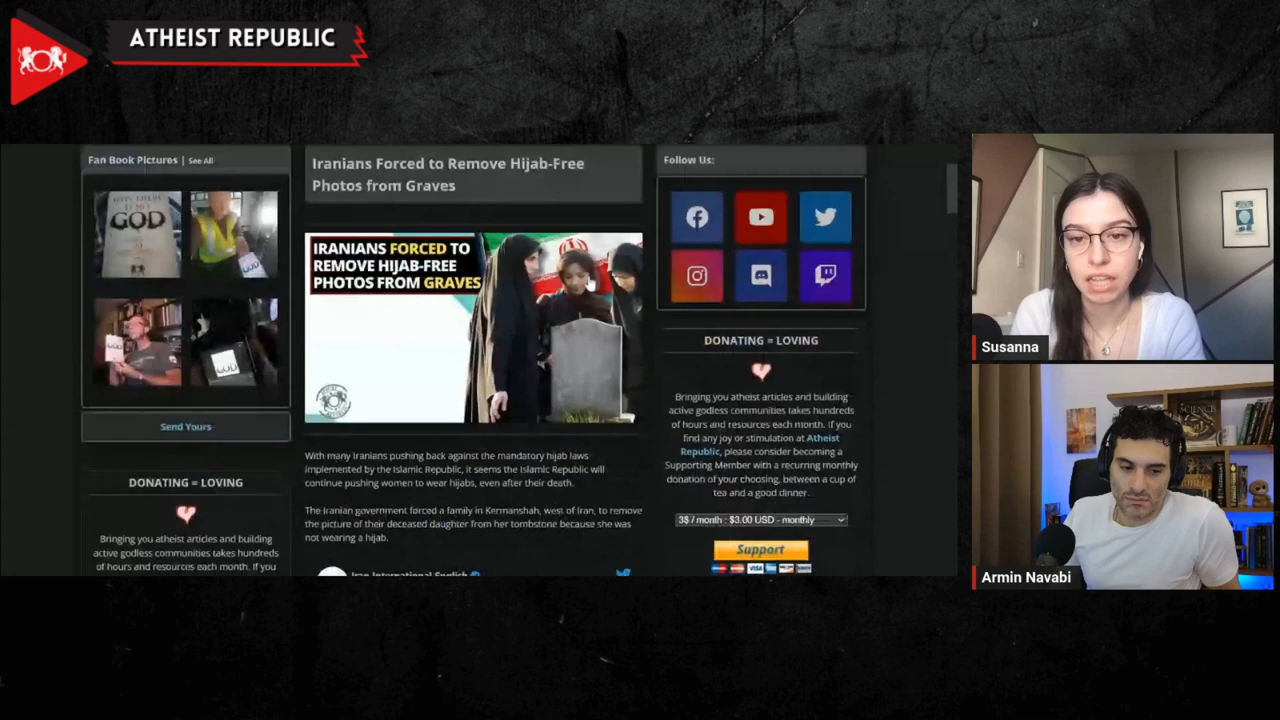 ATHEIST REPUBLIC
Fan Book Pictures | See All
GOD
GOD
Send Yours
DONATING = LOVING
Bringing you atheist articles and building
active godless communities takes hundreds
of hours and resources each month. If you
Iranians Forced to Remove Hijab-Free
Photos from Graves
IRANIANS FORCED TO
REMOVE HIJAB-FREE
PHOTOS FROM GRAVES
With many Iranians pushing back against the mandatory hijab laws
implemented by the Islamic Republic, it seems the Islamic Republic will
continue pushing women to wear hijabs, even after their death.
The Iranian government forced a family in Kermanshah, west of Iran, to remove
the picture of their deceased daughter from her tombstone because she was
not wearing a hijab.
Iran International English
Follow Us:
DONATING = LOVING
Bringing you atheist articles and building
active godless communities takes hundreds
of hours and resources each month. If you
find any joy or stimulation at Atheist
Republic, please consider becoming a
Supporting Member with a recurring monthly
donation of your choosing, between a cup of
tea and a good dinner.
3$ / month : $3.00 USD - monthly
Support
VISA
Susanna
SCIENCE
Armin Navabi